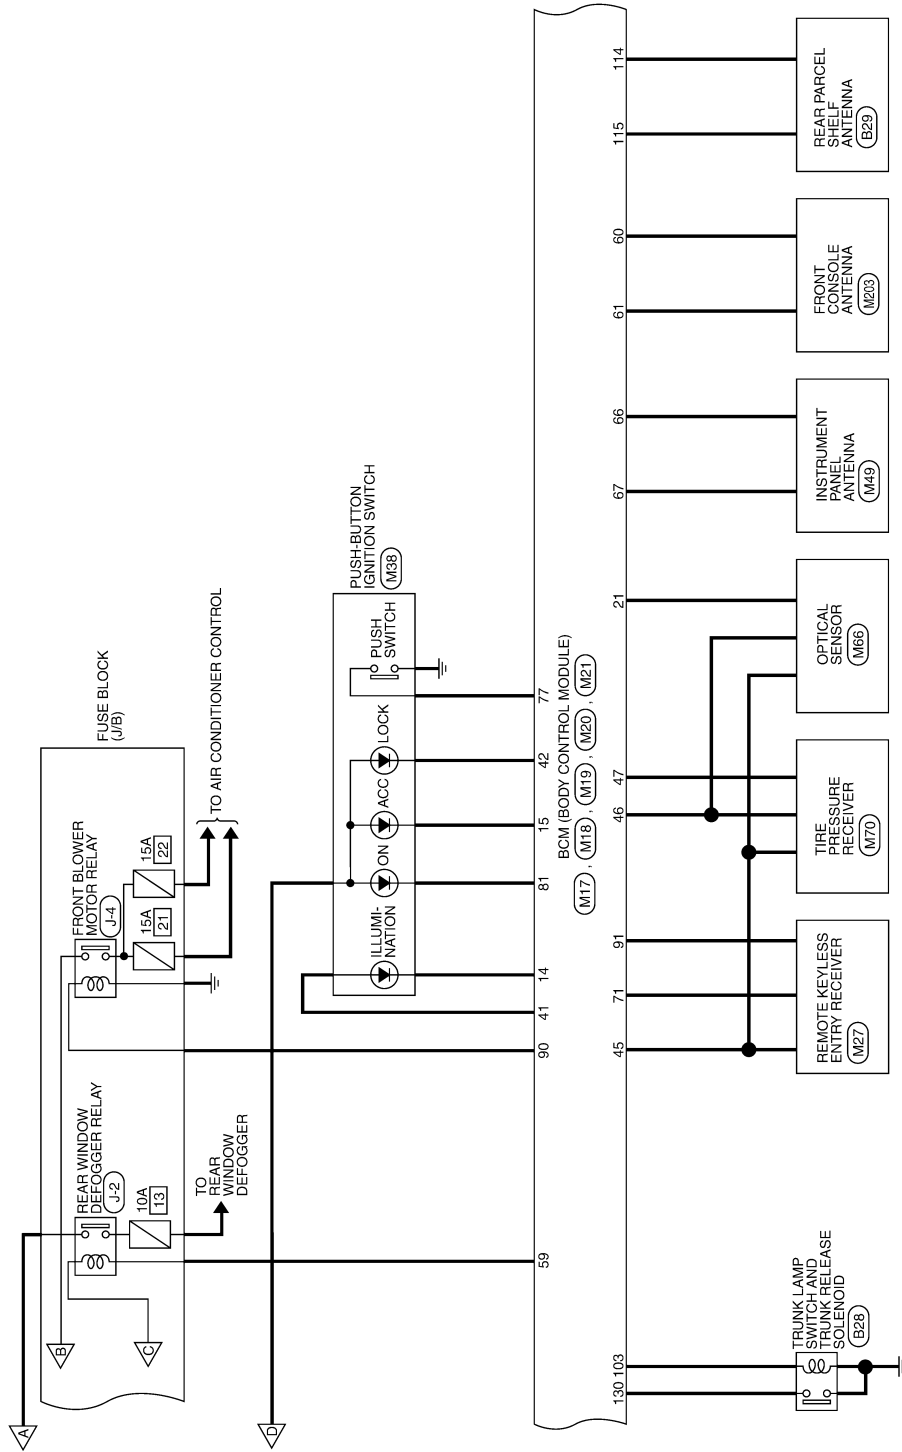 A
B
C
D
FUSE BLOCK
(J/B)
REAR WINDOW
DEFOGGER RELAY
J-2
10A
13
TO
REAR
WINDOW
DEFOGGER
FRONT BLOWER
MOTOR RELAY
J-4
15A
21
15A
22
TO AIR CONDITIONER CONTROL
PUSH-BUTTON
IGNITION SWITCH
M38
ILLUMI-
NATION
ON
ACC
LOCK
PUSH
SWITCH
59
90
41
14
81
15
42
77
BCM (BODY CONTROL MODULE)
M17 , M18 , M19 , M20 , M21
130
103
45
71
91
46
47
21
67
66
61
60
115
114
TRUNK LAMP
SWITCH AND
TRUNK RELEASE
SOLENOID
B28
REMOTE KEYLESS
ENTRY RECEIVER
M27
TIRE
PRESSURE
RECEIVER
M70
OPTICAL
SENSOR
M66
INSTRUMENT
PANEL
ANTENNA
M49
FRONT
CONSOLE
ANTENNA
M203
REAR PARCEL
SHELF
ANTENNA
B29